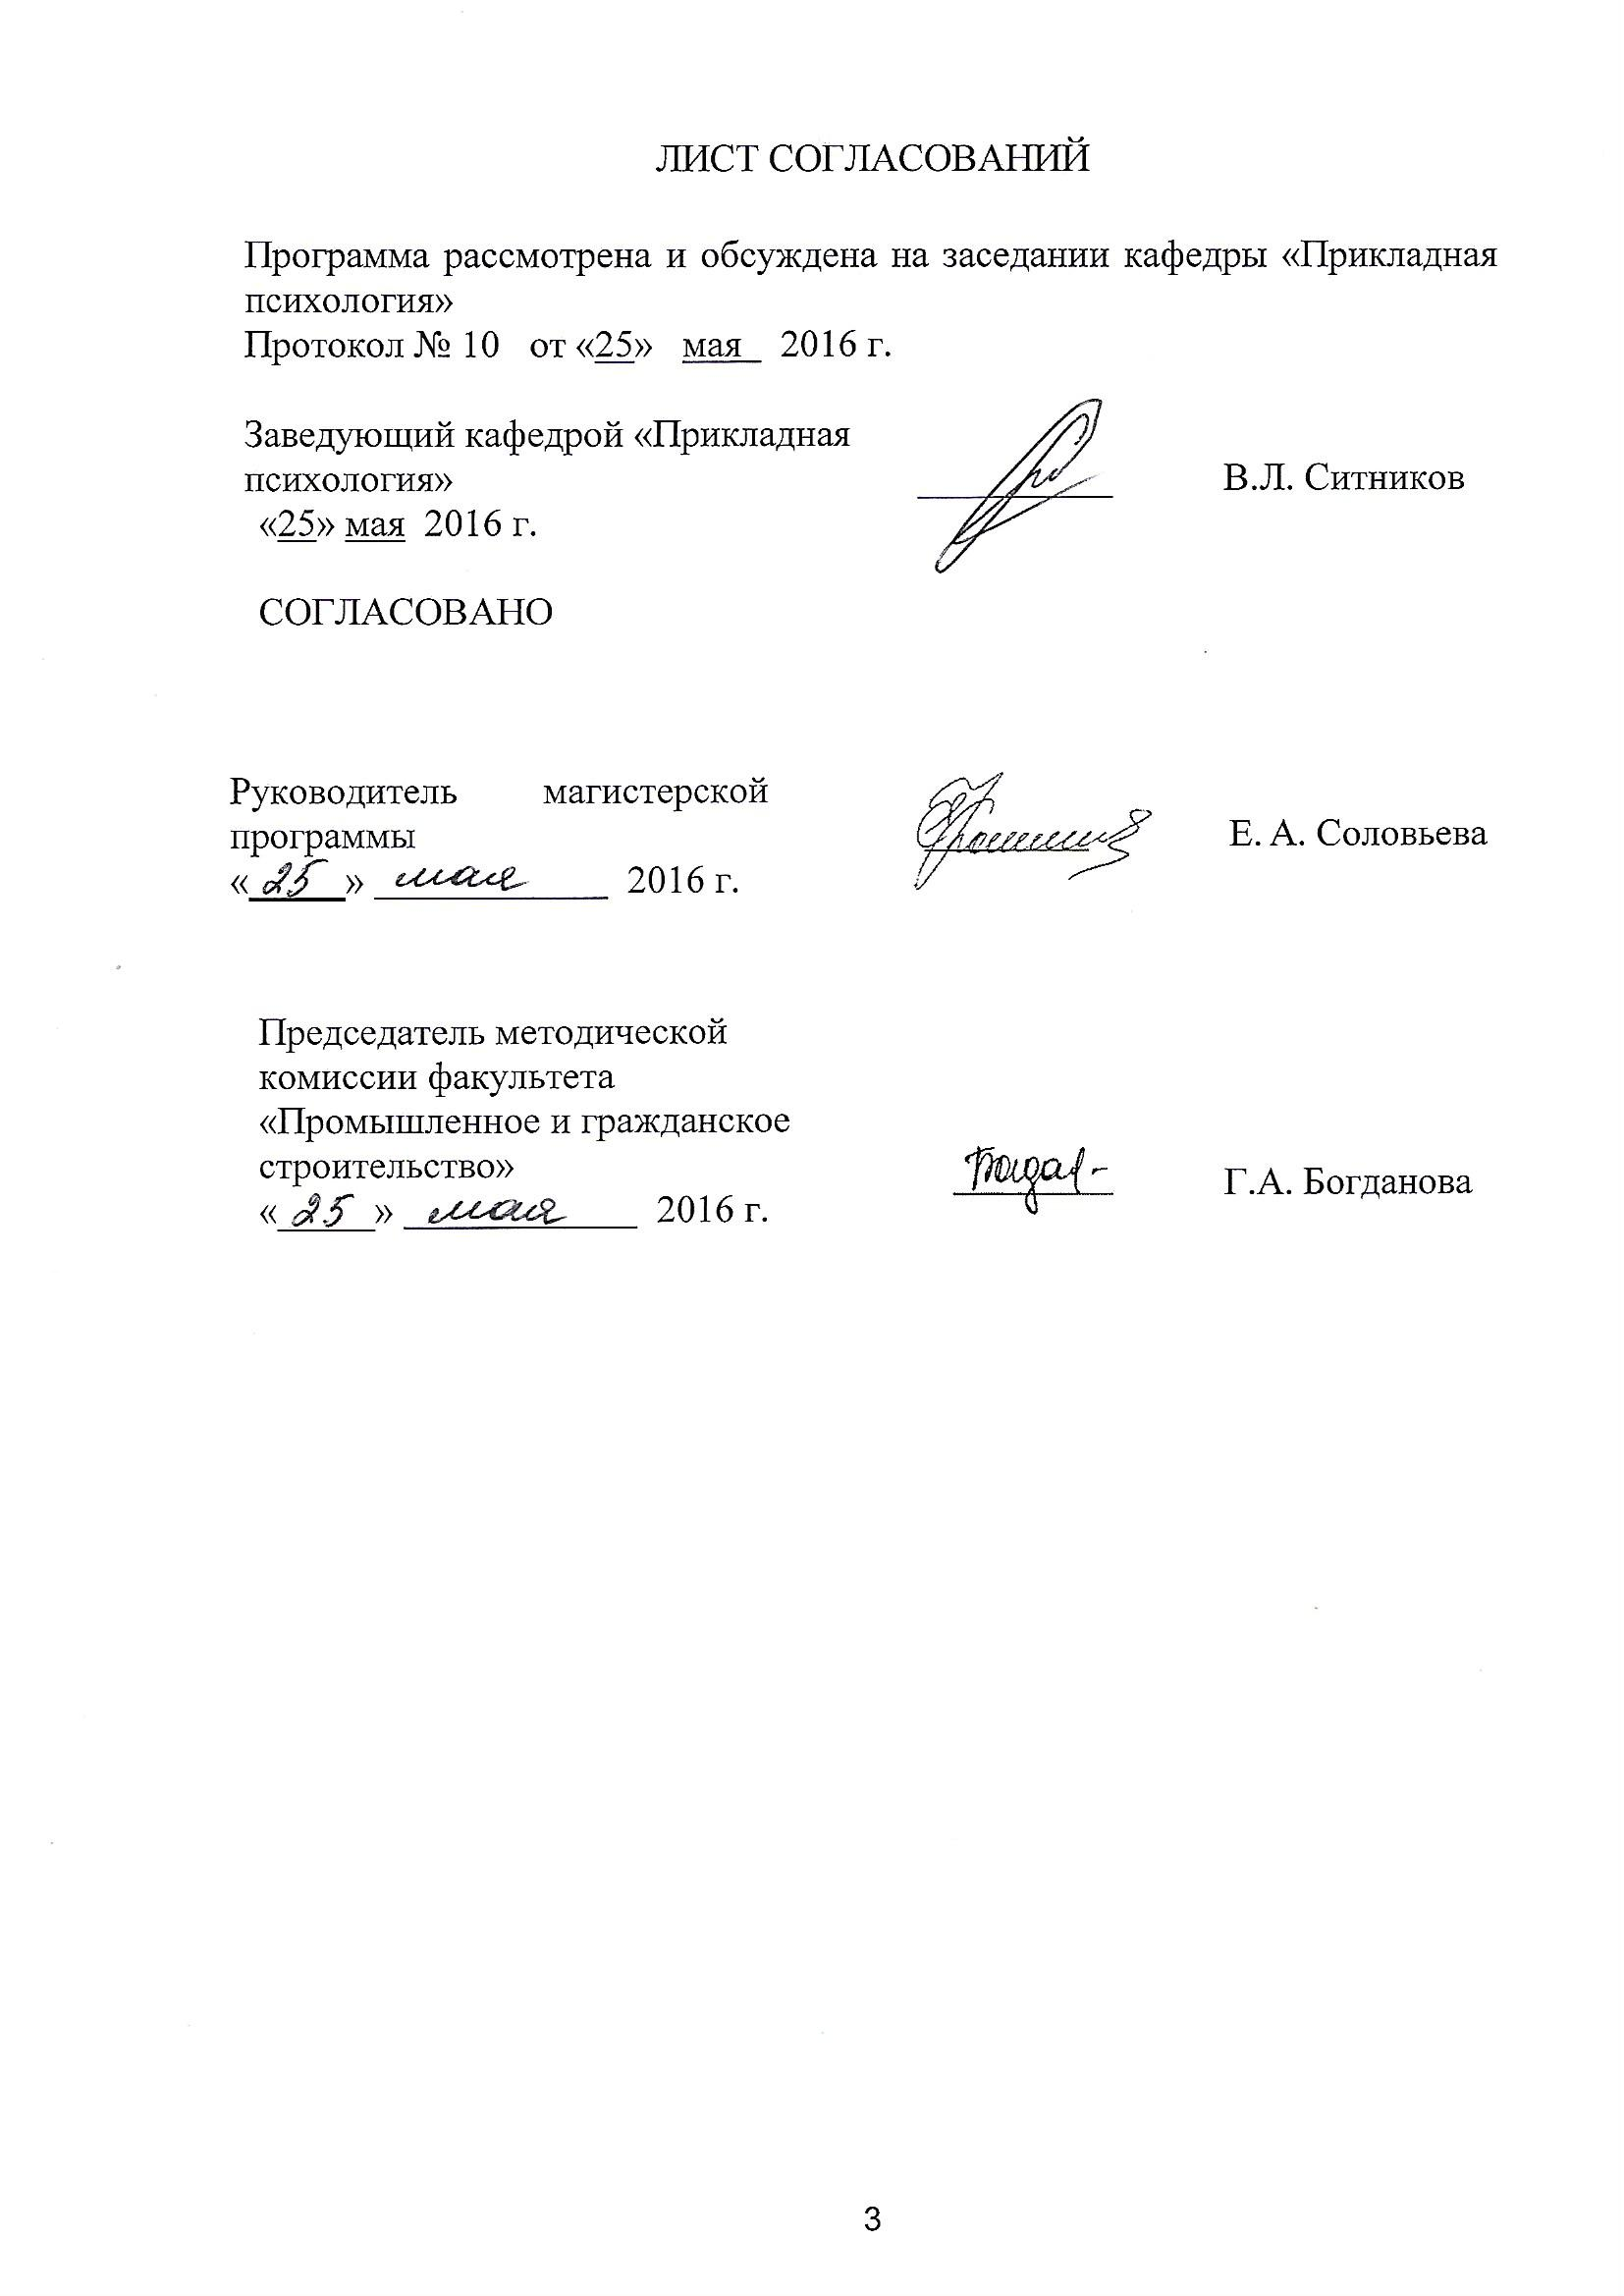 ЛИСТ СОГЛАСОВАНИЙ
Программа рассмотрена и обсуждена на заседании кафедры «Прикладная
психология»
Протокол № 10 от «25» мая 2016 г.
Заведующий кафедрой «Прикладная
психология» В.Л. Ситников
«25» мая 2016 г.
СОГЛАСОВАНО
Руководитель магистерской
программы Е. А. Соловьева
«25» мая 2016 г.
Председатель методической
комиссии факультета
«Промышленное и гражданское
строительство» Г.А. Богданова
«25» мая 2016 г.
3